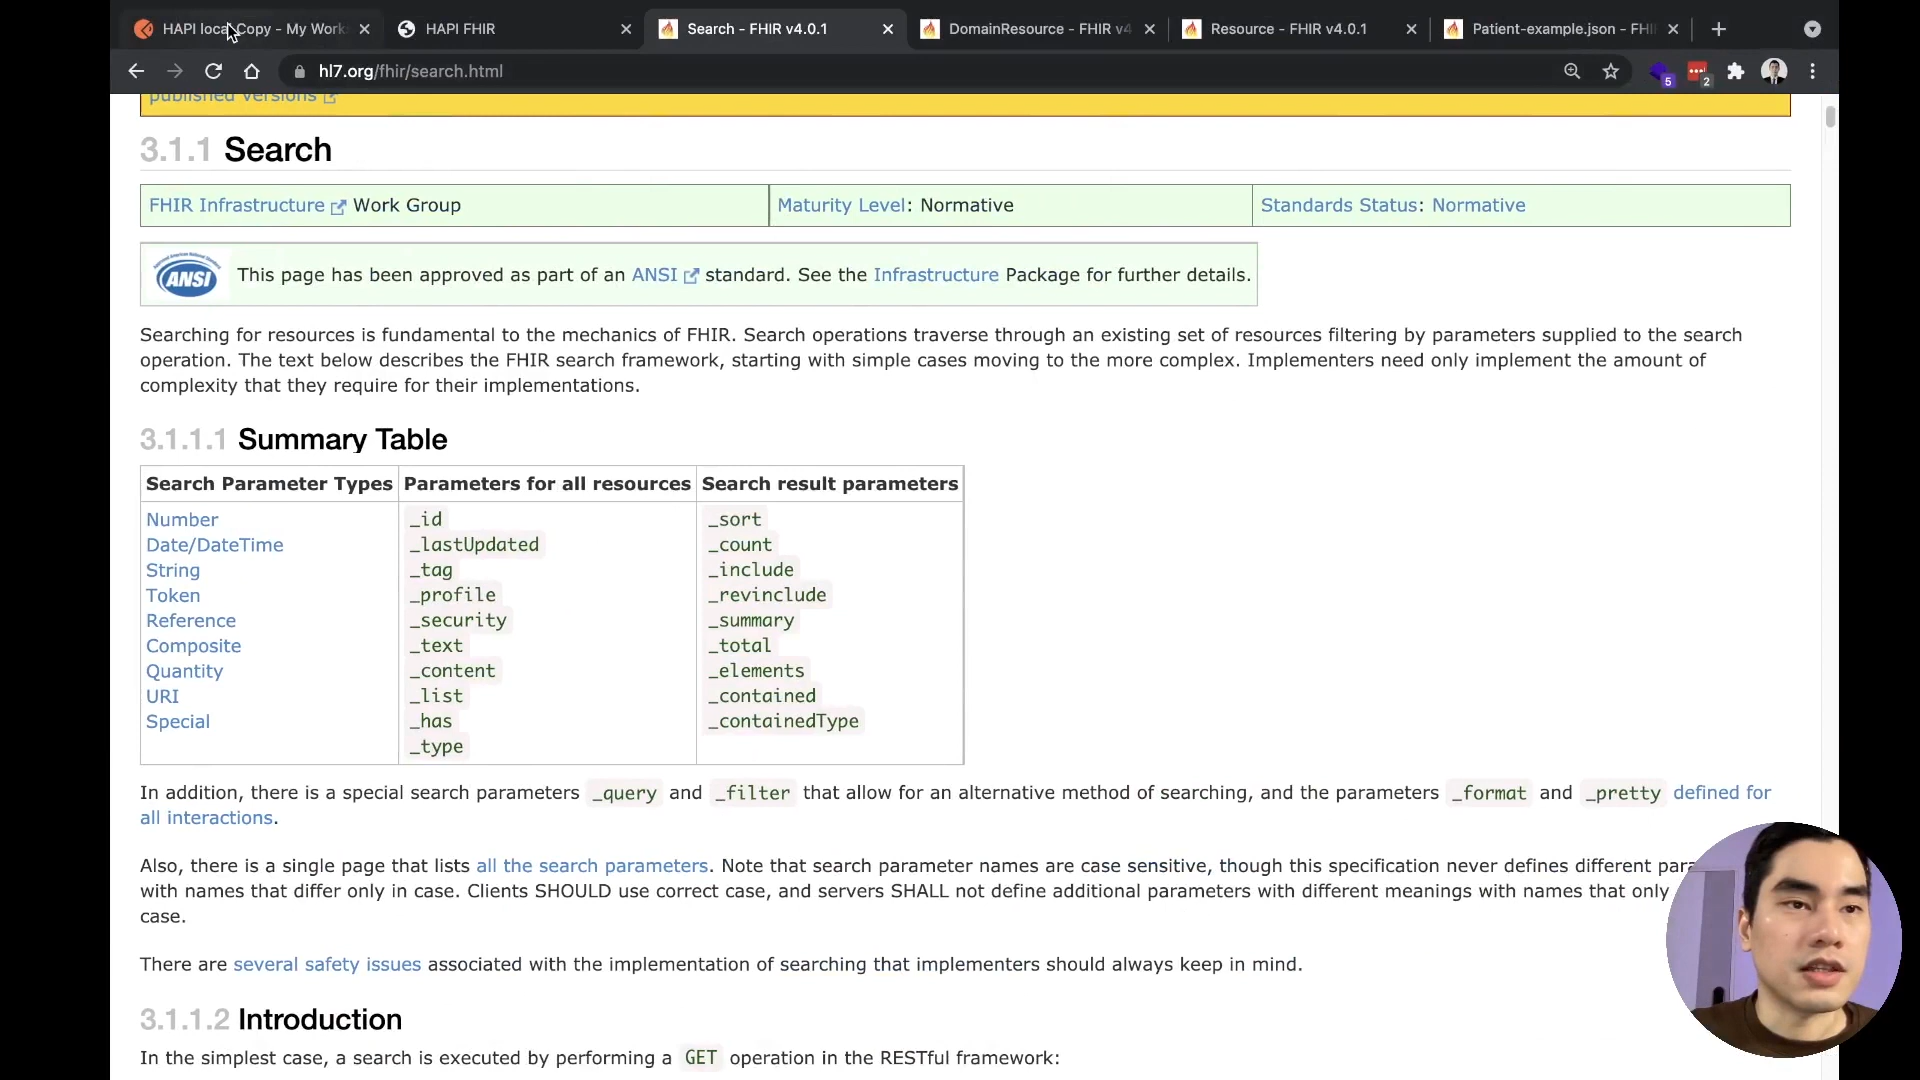 HAPI local Copy - My Work
HAPI FHIR
Search - FHIR v4.0.1
DomainResource - FHIR v4
Resource - FHIR v4.0.1
Patient-example.json - FHI
hl7.org/fhir/search.html
5
2
published versions
3.1.1 Search
FHIR Infrastructure Work Group
Maturity Level: Normative
Standards Status: Normative
ANSI
This page has been approved as part of an ANSI standard. See the Infrastructure Package for further details.
Searching for resources is fundamental to the mechanics of FHIR. Search operations traverse through an existing set of resources filtering by parameters supplied to the search
operation. The text below describes the FHIR search framework, starting with simple cases moving to the more complex. Implementers need only implement the amount of
complexity that they require for their implementations.
3.1.1.1 Summary Table
Search Parameter Types
Parameters for all resources
Search result parameters
Number
Date/DateTime
String
Token
Reference
Composite
Quantity
URI
Special
_id
_lastUpdated
_tag
_profile
_security
_text
_content
_list
_has
_type
_sort
_count
_include
_revinclude
_summary
_total
_elements
_contained
_containedType
In addition, there is a special search parameters _query and _filter that allow for an alternative method of searching, and the parameters _format and _pretty defined for
all interactions.
Also, there is a single page that lists all the search parameters. Note that search parameter names are case sensitive, though this specification never defines different para
with names that differ only in case. Clients SHOULD use correct case, and servers SHALL not define additional parameters with different meanings with names that only
case.
There are several safety issues associated with the implementation of searching that implementers should always keep in mind.
3.1.1.2 Introduction
In the simplest case, a search is executed by performing a GET operation in the RESTful framework: